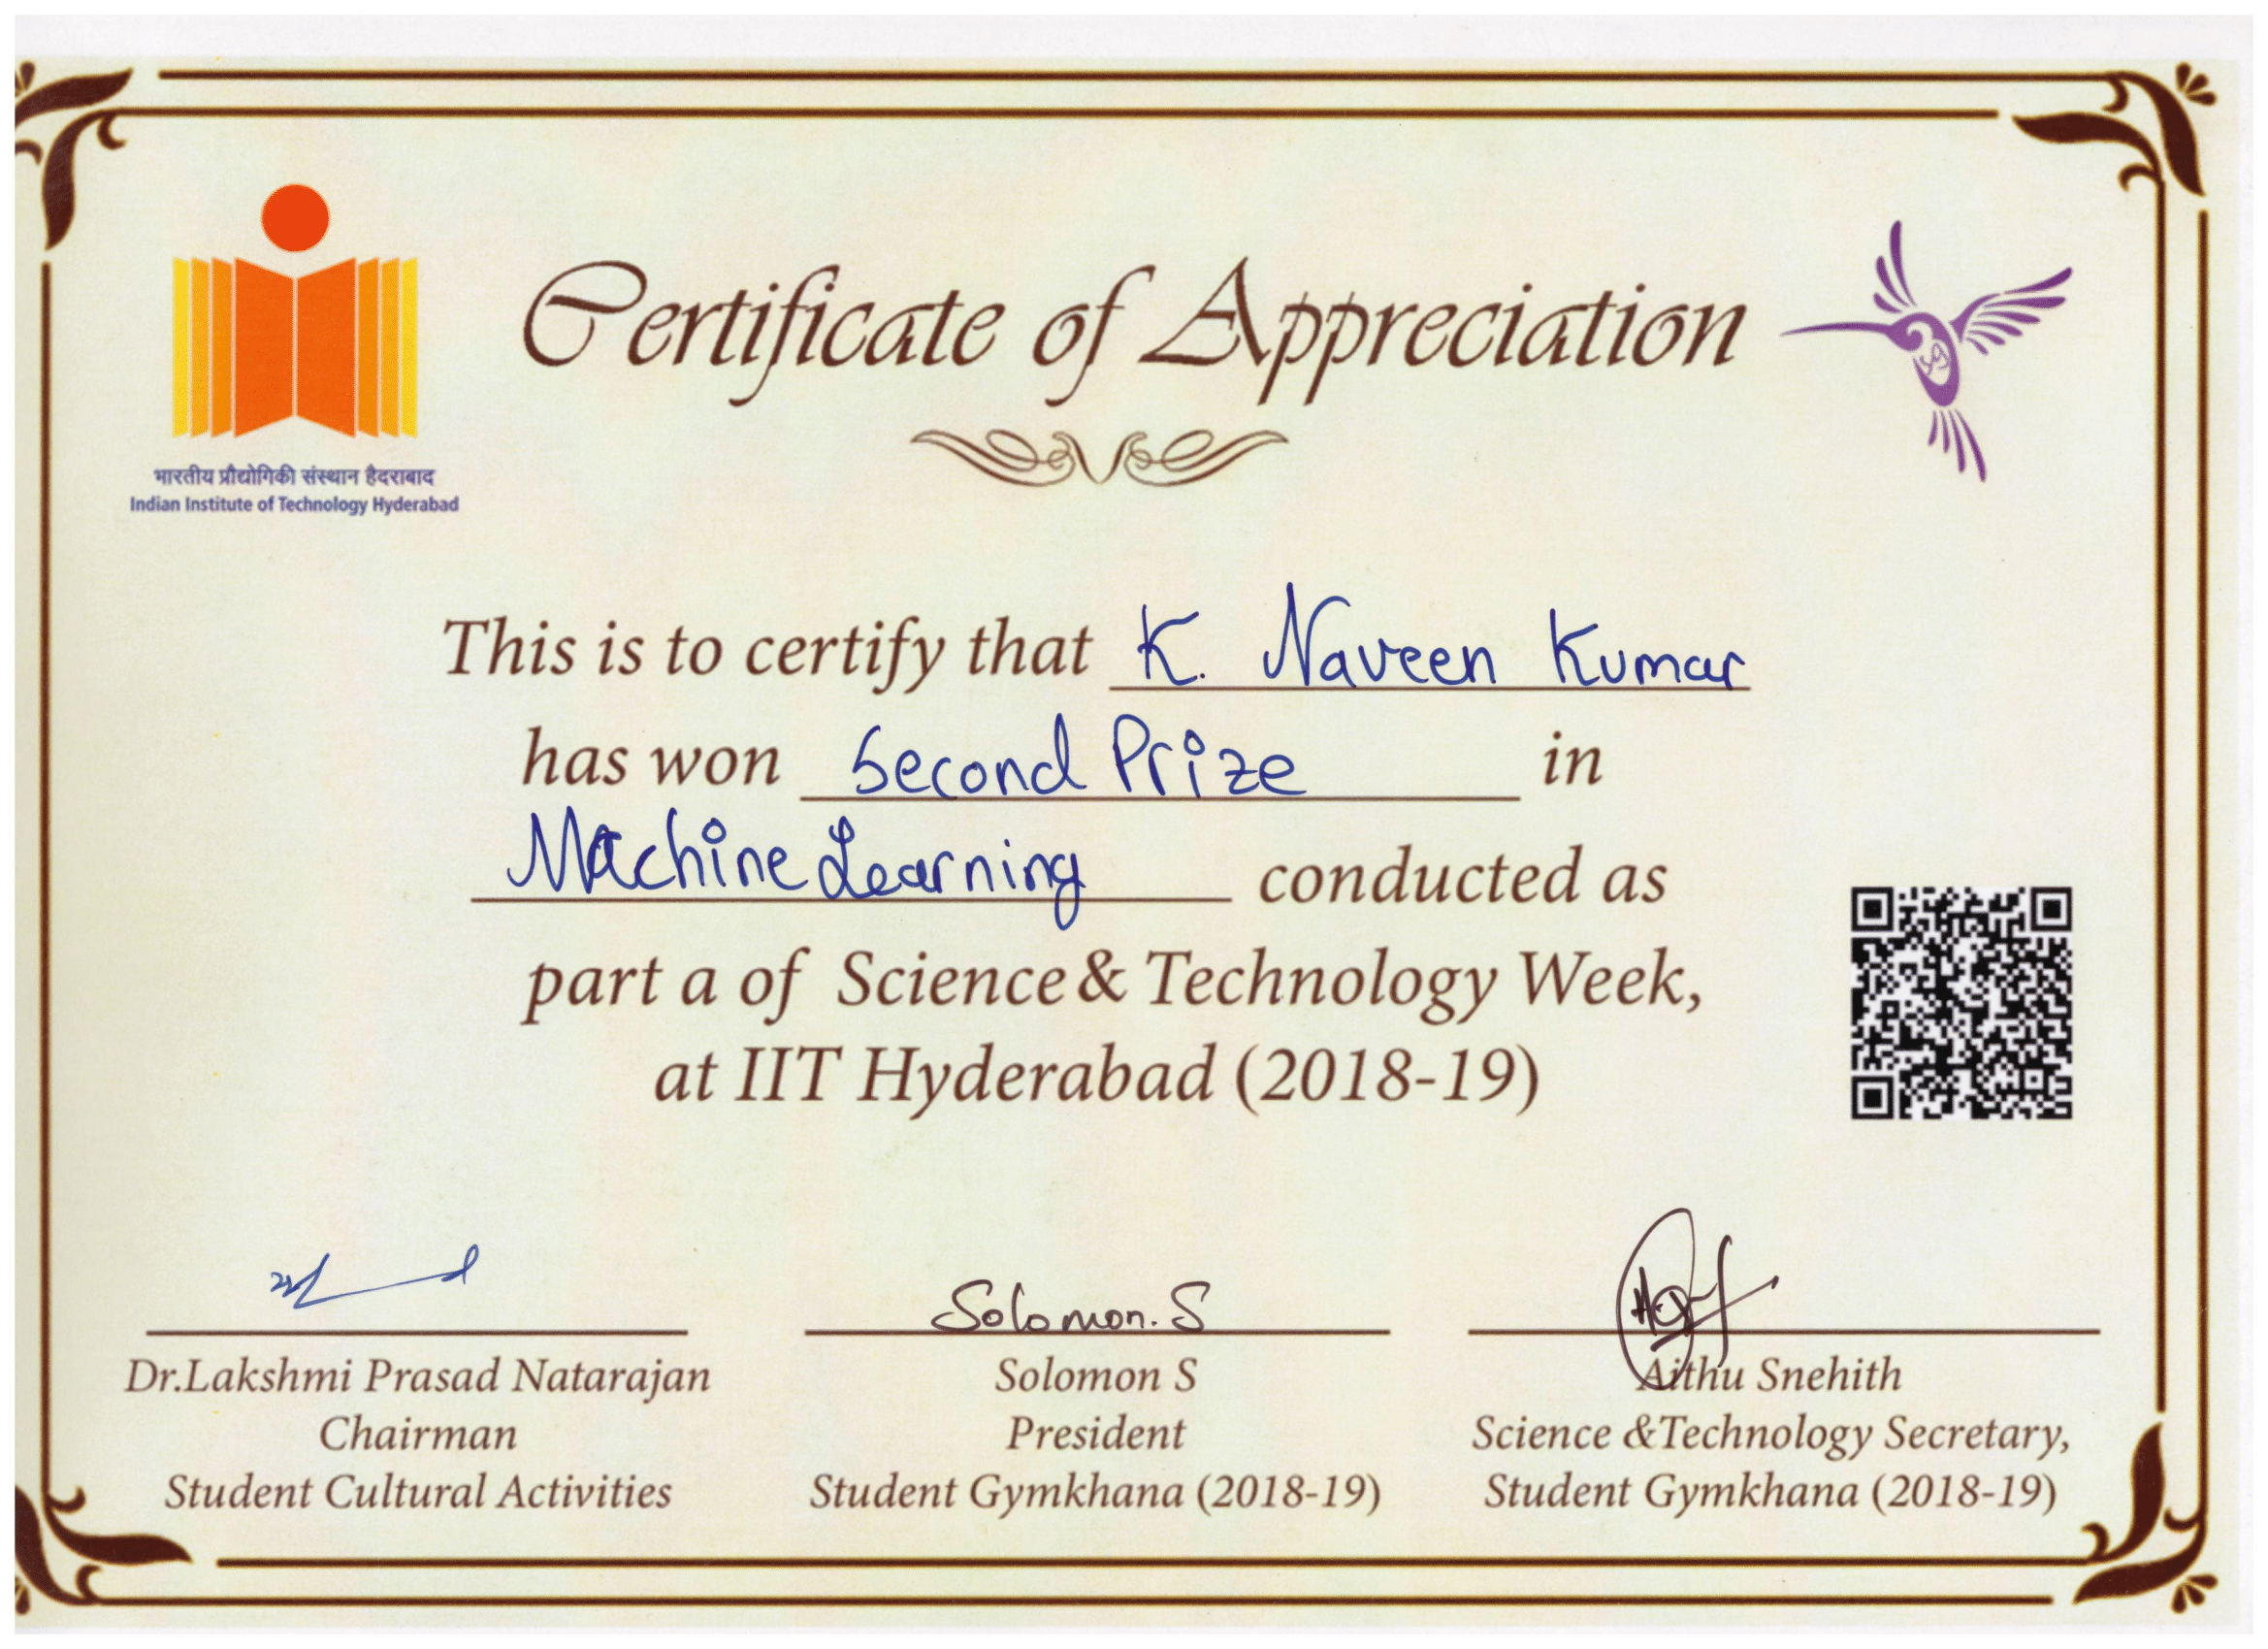 Certificate of Appreciation
भारतीय प्रौद्योगिकी संस्थान हैदराबाद
Indian Institute of Technology Hyderabad
sg
This is to certify that K. Naveen Kumar
has won Second Prize in
Machine Learning conducted as
part a of Science & Technology Week,
at IIT Hyderabad (2018-19)
Solomon. S
Dr.Lakshmi Prasad Natarajan
Chairman
Student Cultural Activities
Solomon S
President
Student Gymkhana (2018-19)
Aithu Snehith
Science &Technology Secretary,
Student Gymkhana (2018-19)